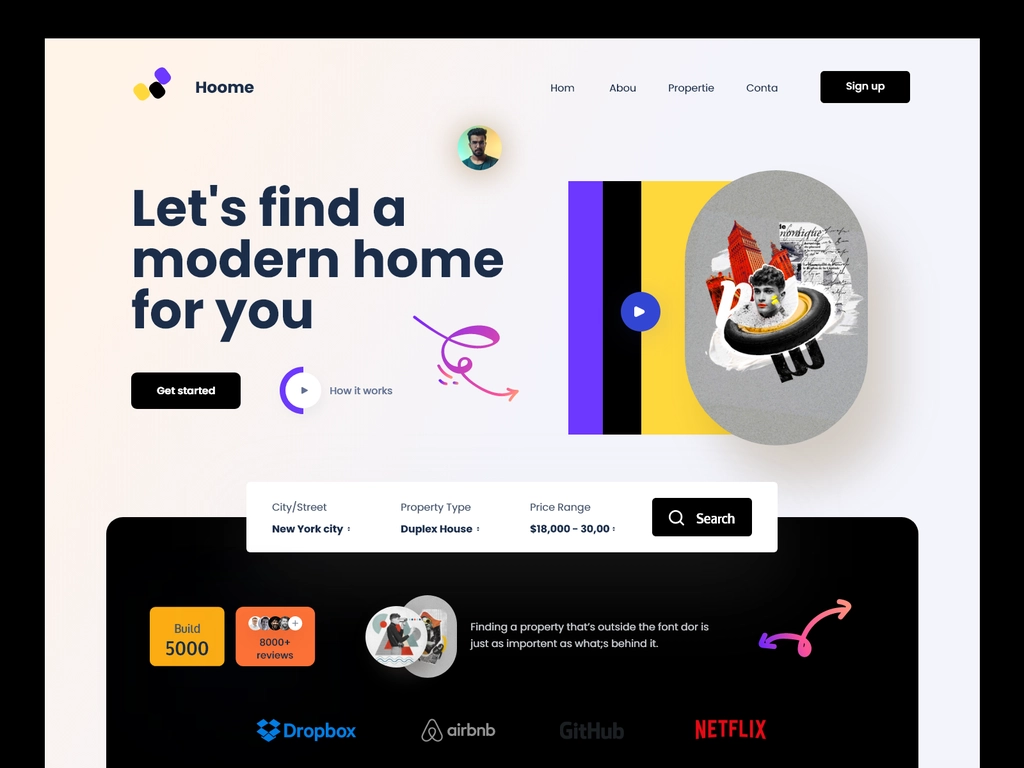 Hoome
Hom
Abou
Propertie
Conta
Sign up
Let's find a
modern home
for you
Get started
How it works
p
City/Street
New York city
Property Type
Duplex House
Price Range
$18,000 – 30,00
Search
Build
5000
8000+
reviews
Finding a property that's outside the font dor is
just as importent as what;s behind it.
Dropbox
airbnb
GitHub
NETFLIX